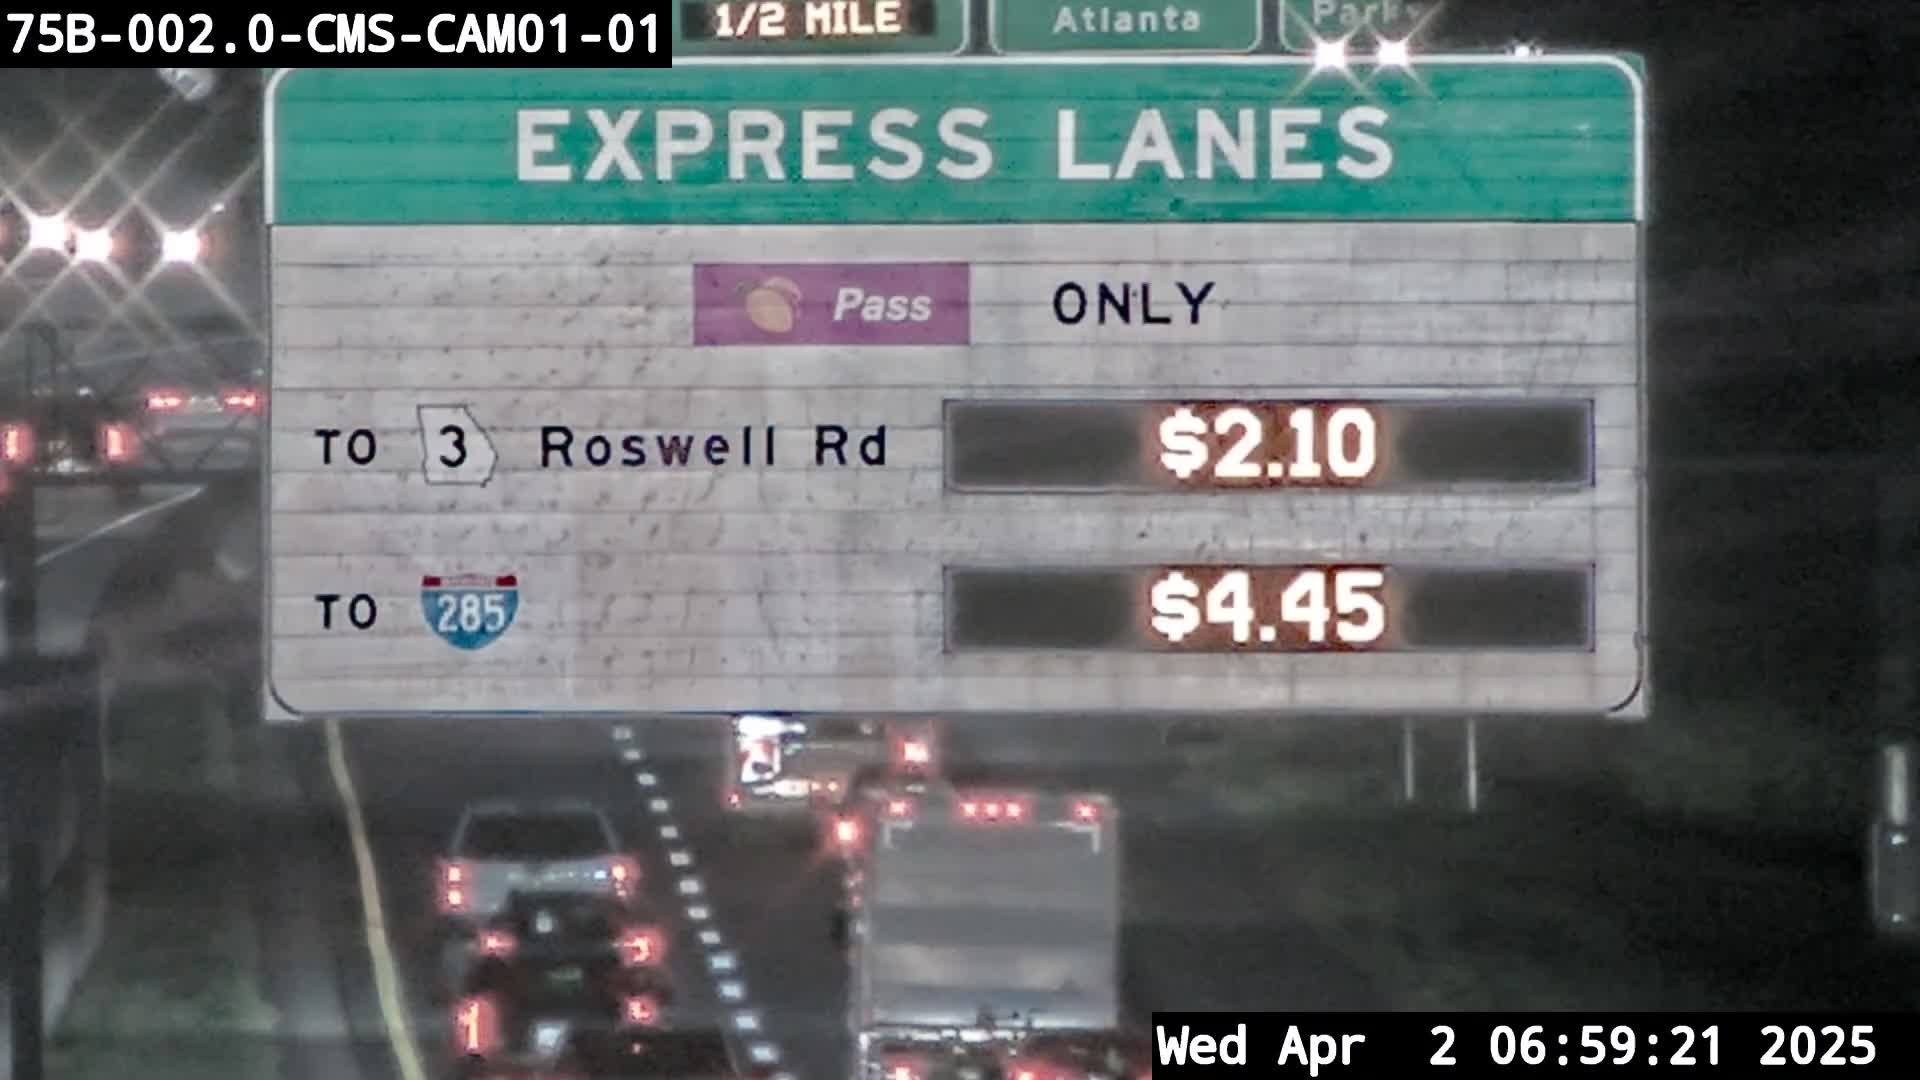 75B-002.0-CMS-CAM01-01
1/2 MILE
Atlanta
EXPRESS LANES
Pass ONLY
TO 3 Roswell Rd $2.10
TO 285 $4.45
Wed Apr 2 06:59:21 2025